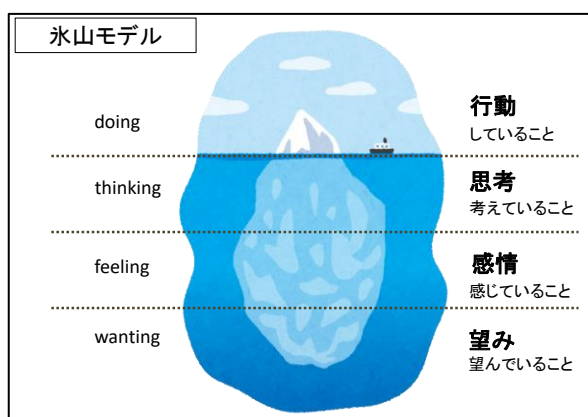 氷山モデル
doing
行動
していること
thinking
思考
考えていること
feeling
感情
感じていること
wanting
望み
望んでいること